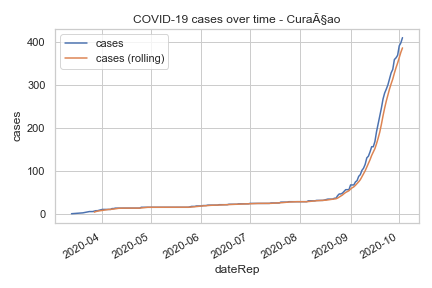 COVID-19 cases over time - CuraÃ§ao
cases
cases (rolling)
400
300
200
100
0
cases
2020-04
2020-05
2020-06
2020-07
2020-08
2020-09
2020-10
dateRep